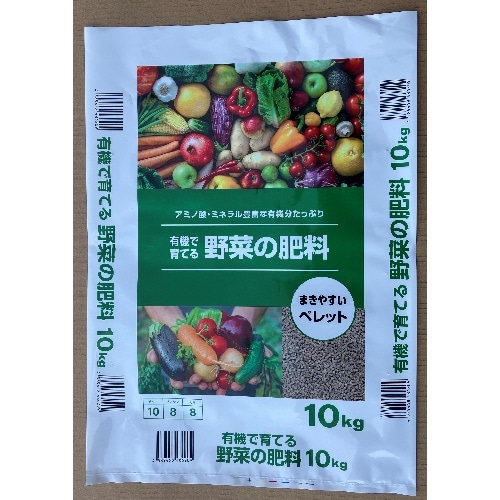 アミノ酸・ミネラル豊富な有機分たっぷり
有機で
育てる
野菜の肥料
まきやすい
ペレット
10 8 8
10kg
有機で育てる
野菜の肥料10kg
有機で育てる 野菜の肥料 10kg
有機で育てる 野菜の肥料 10kg